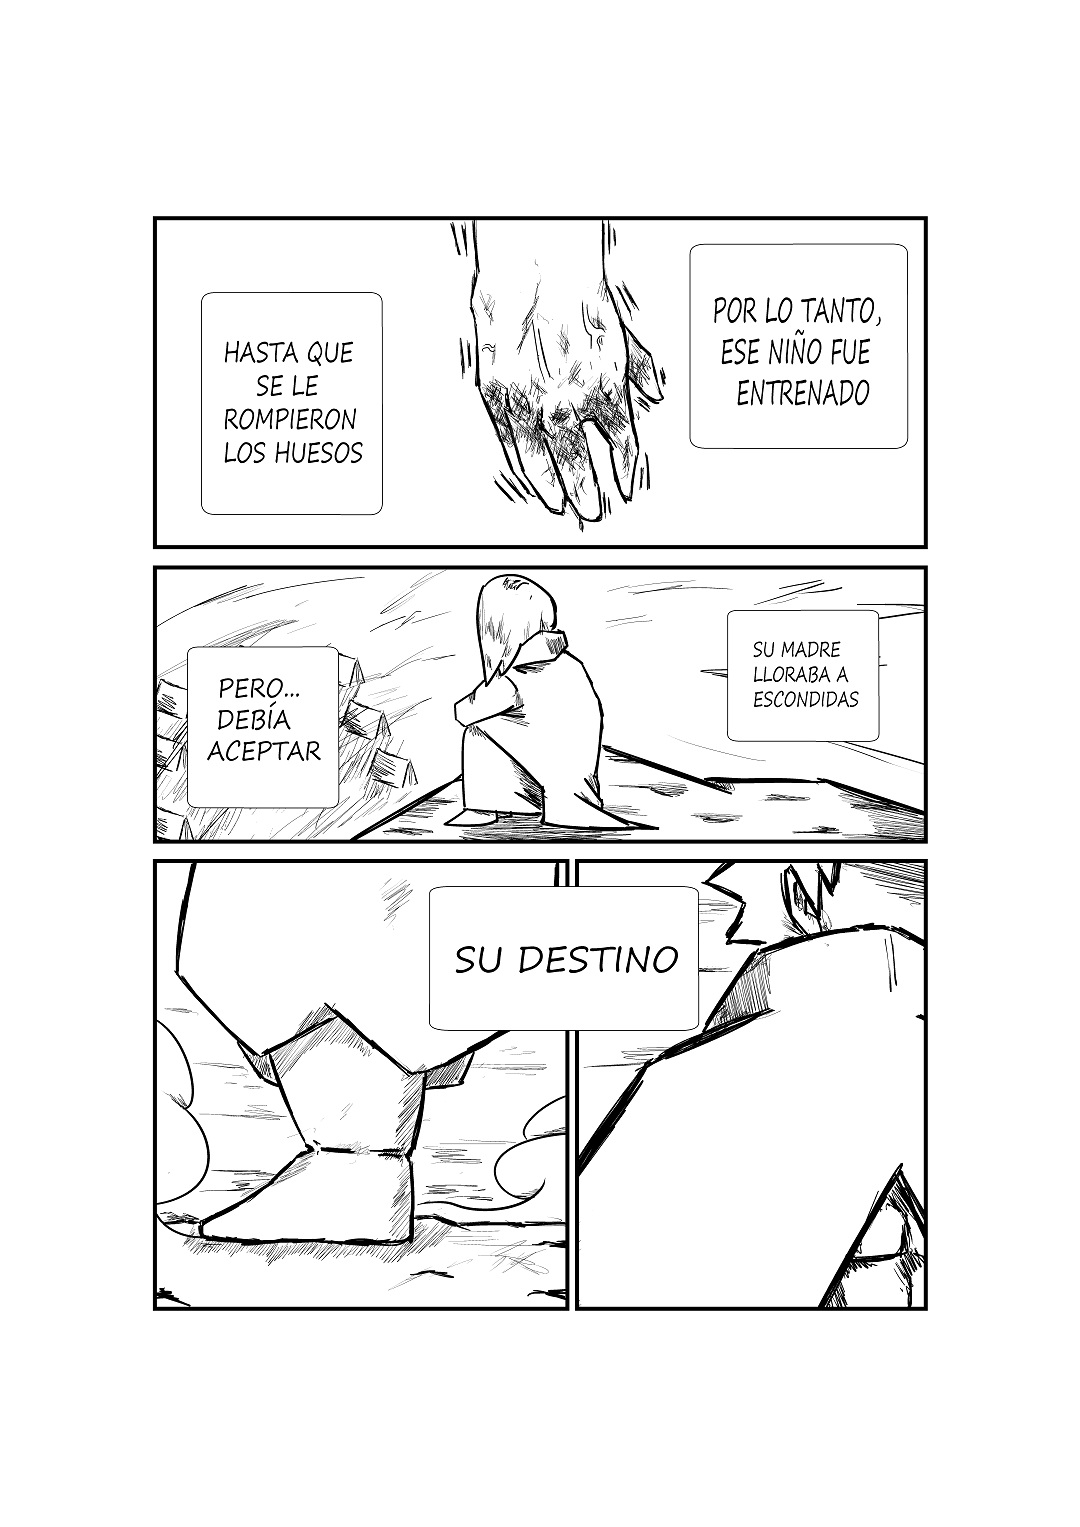 POR LO TANTO,
ESE NIÑO FUE
ENTRENADO
HASTA QUE
SE LE
ROMPIERON
LOS HUESOS
SU MADRE
LLORABA A
ESCONDIDAS
PERO...
DEBÍA
ACEPTAR
SU DESTINO